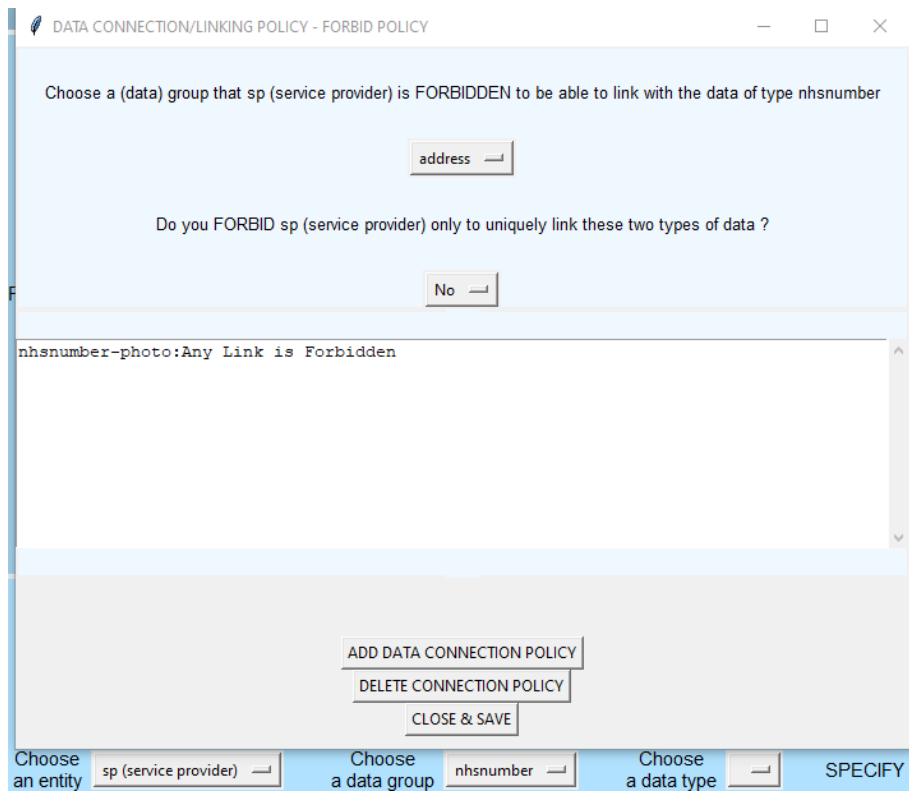 DATA CONNECTION/LINKING POLICY - FORBID POLICY
Choose a (data) group that sp (service provider) is FORBIDDEN to be able to link with the data of type nhsnumber
address
Do you FORBID sp (service provider) only to uniquely link these two types of data ?
No
nhsnumber-photo:Any Link is Forbidden
ADD DATA CONNECTION POLICY
DELETE CONNECTION POLICY
CLOSE & SAVE
Choose
an entity
sp (service provider)
Choose
a data group
nhsnumber
Choose
a data type
SPECIFY